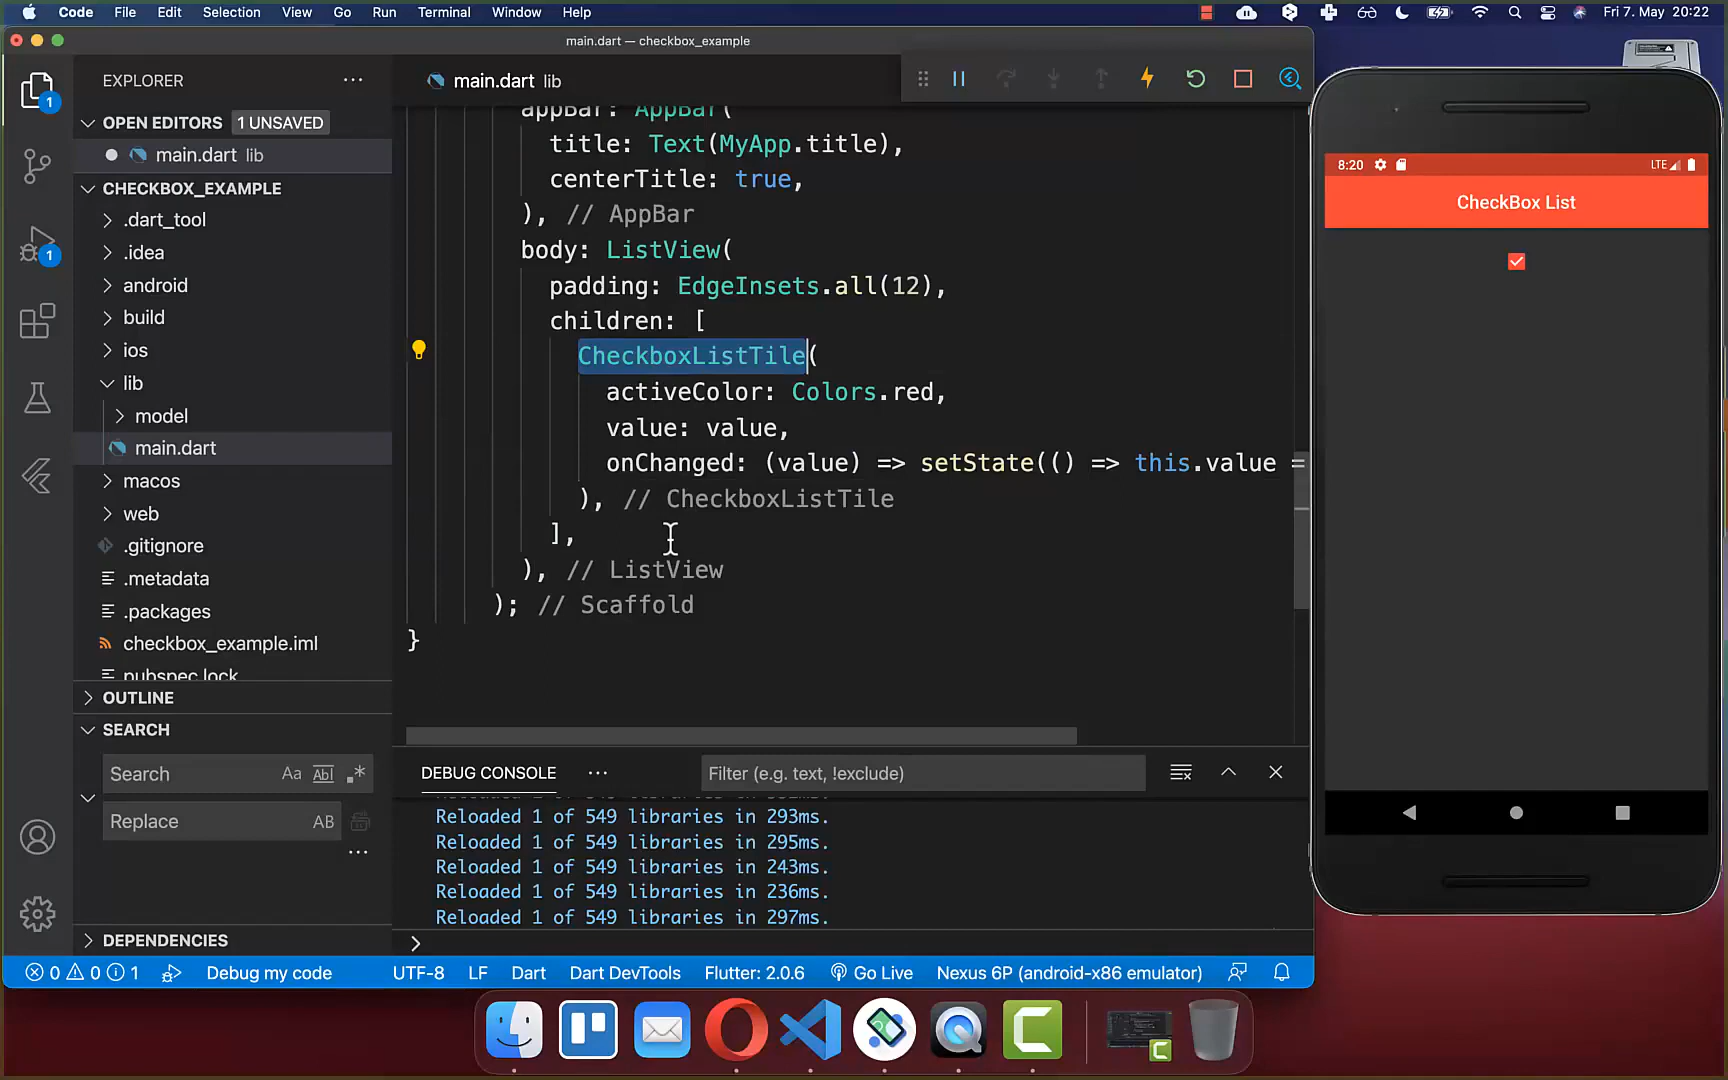 Code File Edit Selection View Go Run Terminal Window Help
Fri 7. May 20:22
main.dart — checkbox_example
EXPLORER
OPEN EDITORS 1 UNSAVED
main.dart lib
CHECKBOX_EXAMPLE
.dart_tool
.idea
android
build
ios
lib
model
main.dart
macos
web
.gitignore
.metadata
.packages
checkbox_example.iml
pubspec.lock
OUTLINE
SEARCH
Search
Aa Abl .*
Replace
AB
DEPENDENCIES
main.dart lib
appBar: AppBar(
title: Text(MyApp.title),
centerTitle: true,
), // AppBar
body: ListView(
padding: EdgeInsets.all(12),
children: [
CheckboxListTile(
activeColor: Colors.red,
value: value,
onChanged: (value) => setState(() => this.value =
), // CheckboxListTile
],
), // ListView
); // Scaffold
}
DEBUG CONSOLE
Filter (e.g. text, !exclude)
Reloaded 1 of 549 libraries in 293ms.
Reloaded 1 of 549 libraries in 295ms.
Reloaded 1 of 549 libraries in 243ms.
Reloaded 1 of 549 libraries in 236ms.
Reloaded 1 of 549 libraries in 297ms.
0 0 1 Debug my code UTF-8 LF Dart Dart DevTools Flutter: 2.0.6 Go Live Nexus 6P (android-x86 emulator)
8:20 LTE
CheckBox List
1
1